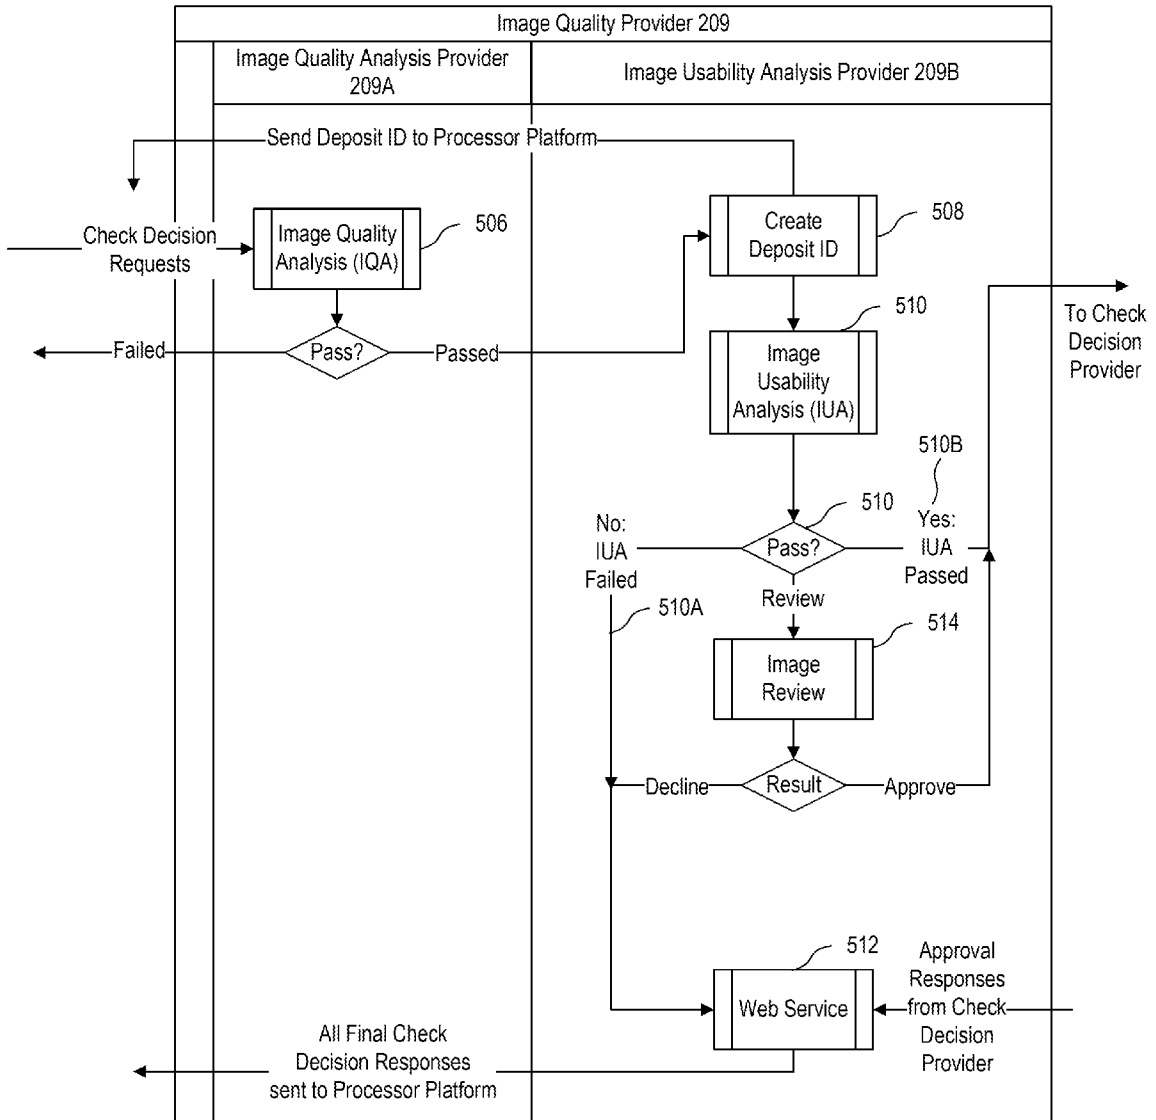 Image Quality Provider 209
Image Quality Analysis Provider
209A
Image Usability Analysis Provider 209B
Send Deposit ID to Processor Platform
Check Decision
Requests
Image Quality
Analysis (IQA)
506
Create
Deposit ID
508
Failed
Pass?
Passed
510
Image
Usability
Analysis (IUA)
To Check
Decision
Provider
510B
No:
IUA
Failed
Pass?
510
Yes:
IUA
Passed
Review
510A
514
Image
Review
Decline
Result
Approve
512
Web Service
Approval
Responses
from Check
Decision
Provider
All Final Check
Decision Responses
sent to Processor Platform